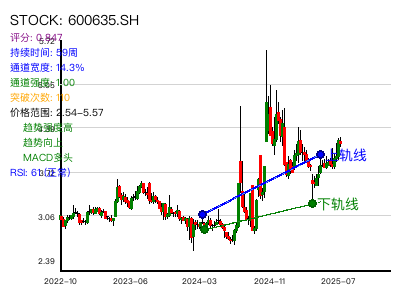 STOCK: 600635.SH
评分: 0.847
持续时间: 59周
通道宽度: 14.3%
通道强度: 1.00
突破次数:
价格范围: 2.54-5.57
趋势强度高
趋势向上
MACD多头
RSI: 61 (正常)
轨线
下轨线
3.06
2.39
2022-10
2023-06
2024-03
2024-11
2025-07